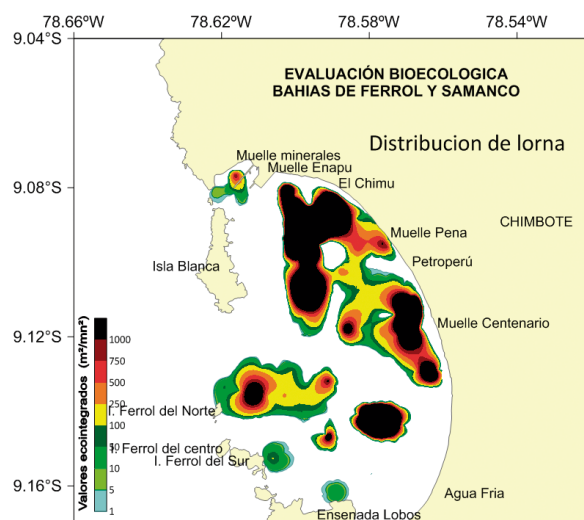 78.66ºW
78.62ºW
78.58ºW
78.54ºW
9.04ºS
EVALUACIÓN BIOECOLOGICA
BAHIAS DE FERROL Y SAMANCO
Distribucion de lorna
Muelle minerales
Muelle Enapu
9.08ºS
El Chimu
CHIMBOTE
Muelle Pena
Petroperú
Isla Blanca
Muelle Centenario
9.12ºS
Valores ecointegrados (m²/mn²)
1000
750
500
250
100
50
10
5
1
I. Ferrol del Norte
Ferrol del centro
I. Ferrol del Sur
9.16ºS
Agua Fria
Ensenada Lobos